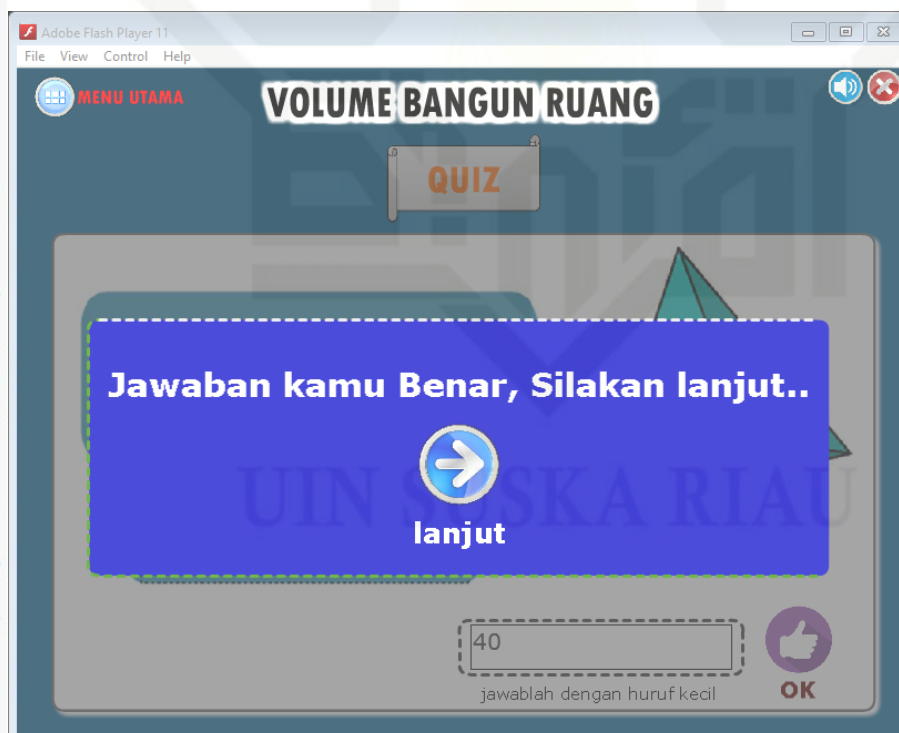 Adobe Flash Player 11
File View Control Help
MENU UTAMA
VOLUME BANGUN RUANG
QUIZ
Jawaban kamu Benar, Silakan lanjut..
UIN SUSKA RIAU
lanjut
40
jawablah dengan huruf kecil
OK